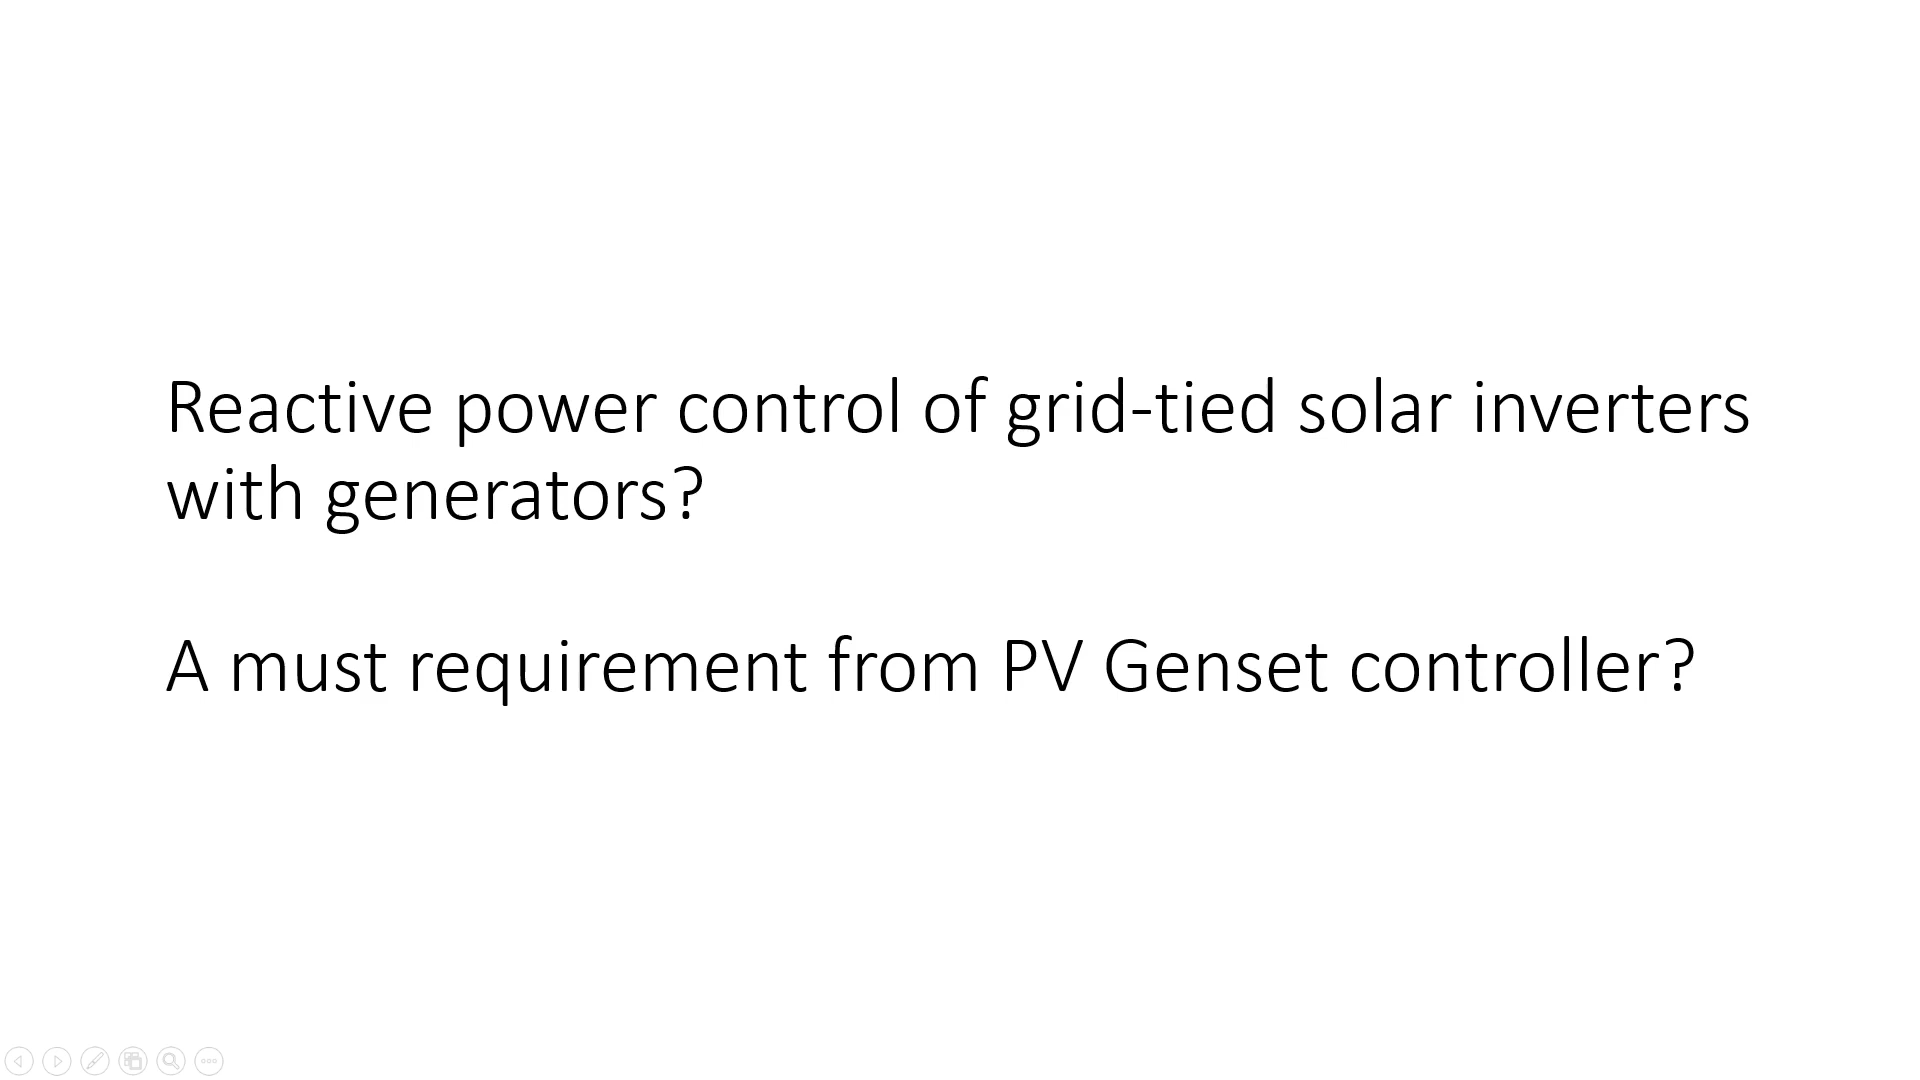 Reactive power control of grid-tied solar inverters
with generators?
A must requirement from PV Genset controller?